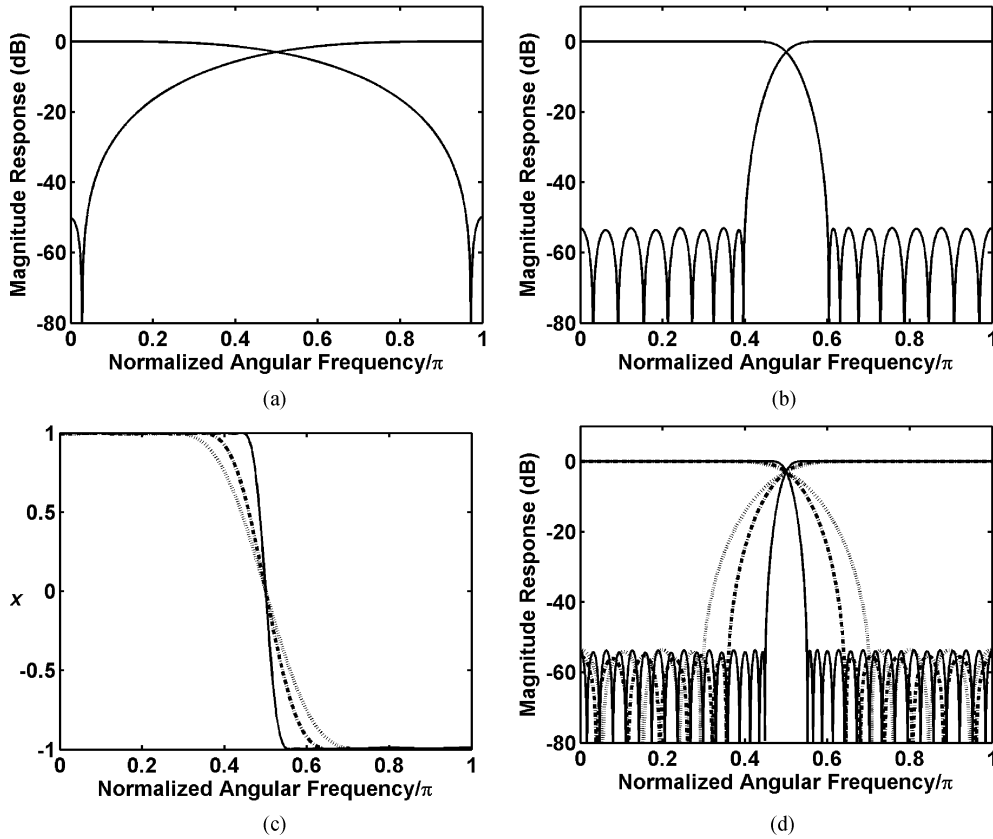 0
-20
-40
-60
-80
Magnitude Response (dB)
0 0.2 0.4 0.6 0.8 1
Normalized Angular Frequency/π
(a)
0
-20
-40
-60
-80
Magnitude Response (dB)
0 0.2 0.4 0.6 0.8 1
Normalized Angular Frequency/π
(b)
1
0.5
0
-0.5
-1
x
0 0.2 0.4 0.6 0.8 1
Normalized Angular Frequency/π
(c)
0
-20
-40
-60
-80
Magnitude Response (dB)
0 0.2 0.4 0.6 0.8 1
Normalized Angular Frequency/π
(d)